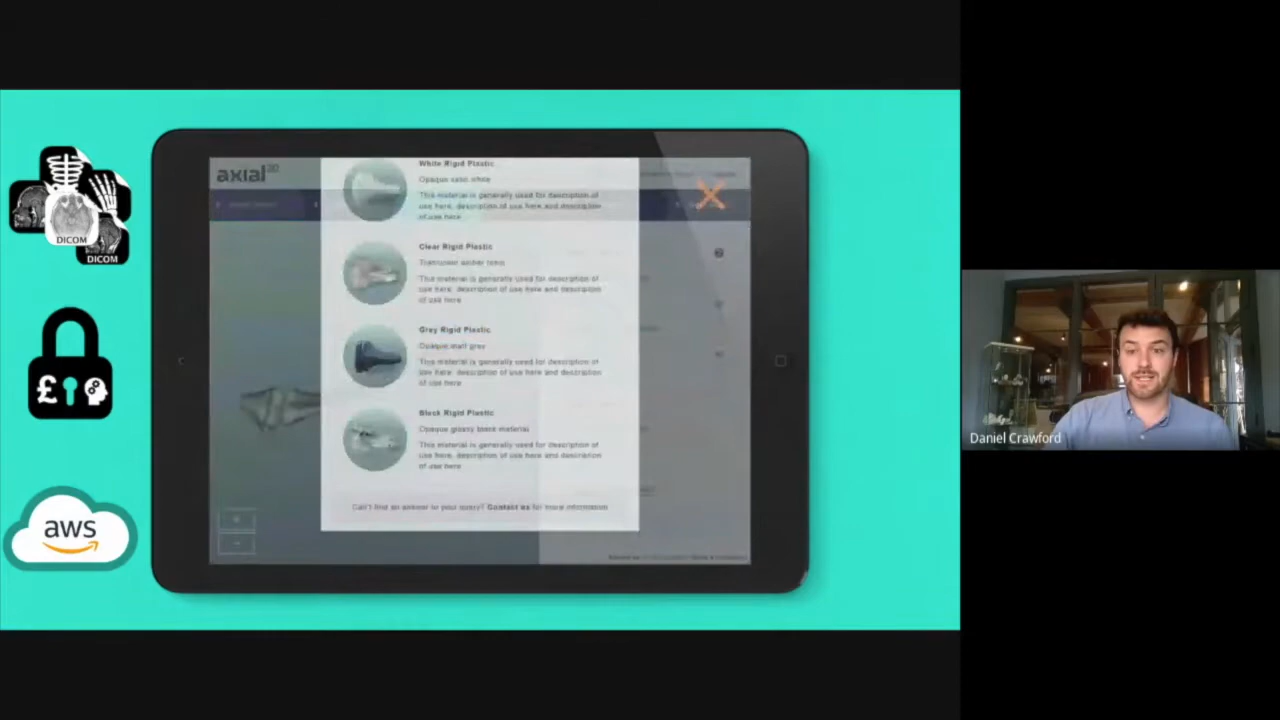 DICOM
DICOM
£
aws
axial3D
White Rigid Plastic
Opaque satin white
This material is generally used for description of
use here, description of use here and description
of use here
Clear Rigid Plastic
This material is generally used for description of
use here, description of use here and description
of use here
Grey Rigid Plastic
Opaque matt grey
This material is generally used for description of
use here, description of use here and description
of use here
Black Rigid Plastic
Opaque glossy black material
This material is generally used for description of
use here, description of use here and description
of use here
Can't find an answer to your query? Contact us for more information
Daniel Crawford